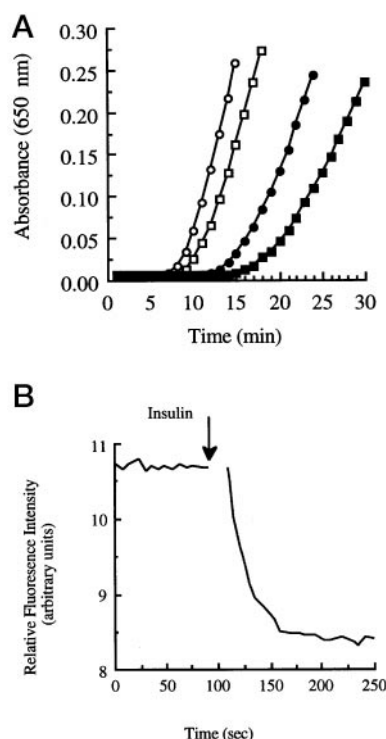 A
Absorbance (650 nm)
0.30
0.25
0.20
0.15
0.10
0.05
0.00
0 5 10 15 20 25 30
Time (min)
B
Insulin
Relative Fluoresence Intensity
(arbitrary units)
11
10
9
8
0 50 100 150 200 250
Time (sec)